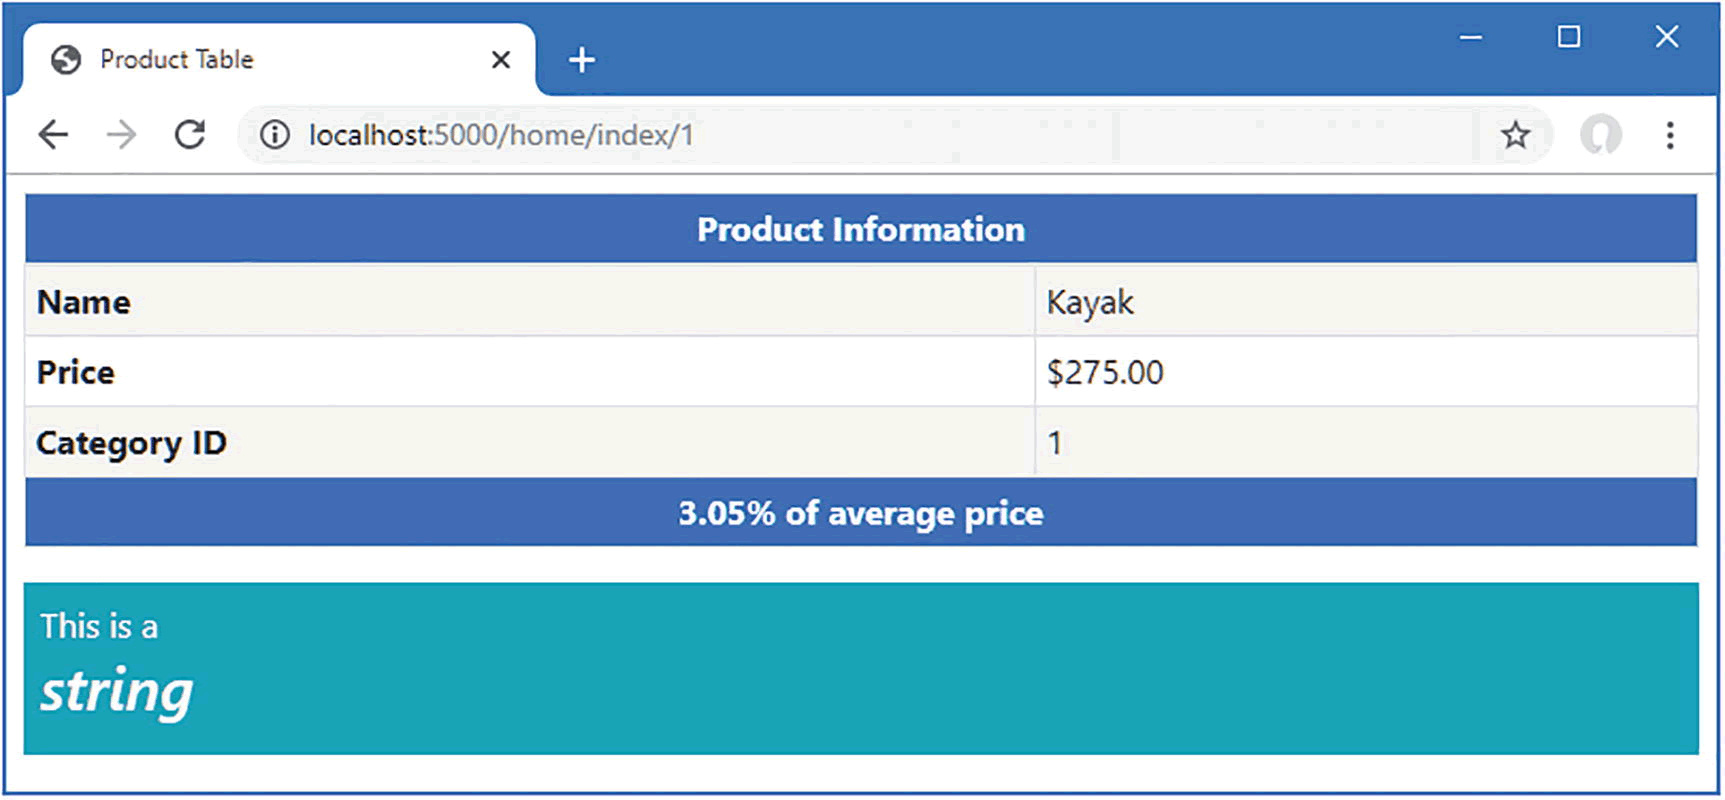 Product Table
localhost:5000/home/index/1
Product Information
Name Kayak
Price $275.00
Category ID 1
3.05% of average price
This is a
string